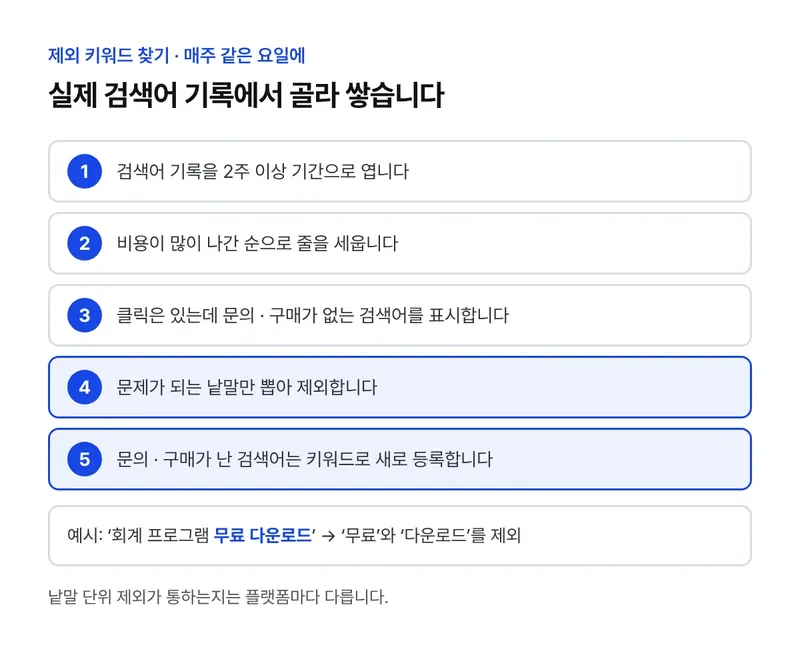 제외 키워드 찾기 · 매주 같은 요일에
실제 검색어 기록에서 골라 쌓습니다
1 검색어 기록을 2주 이상 기간으로 엽니다
2 비용이 많이 나간 순으로 줄을 세웁니다
3 클릭은 있는데 문의 · 구매가 없는 검색어를 표시합니다
4 문제가 되는 낱말만 뽑아 제외합니다
5 문의 · 구매가 난 검색어는 키워드로 새로 등록합니다
예시: ‘회계 프로그램 무료 다운로드’ → ‘무료’와 ‘다운로드’를 제외
낱말 단위 제외가 통하는지는 플랫폼마다 다릅니다.